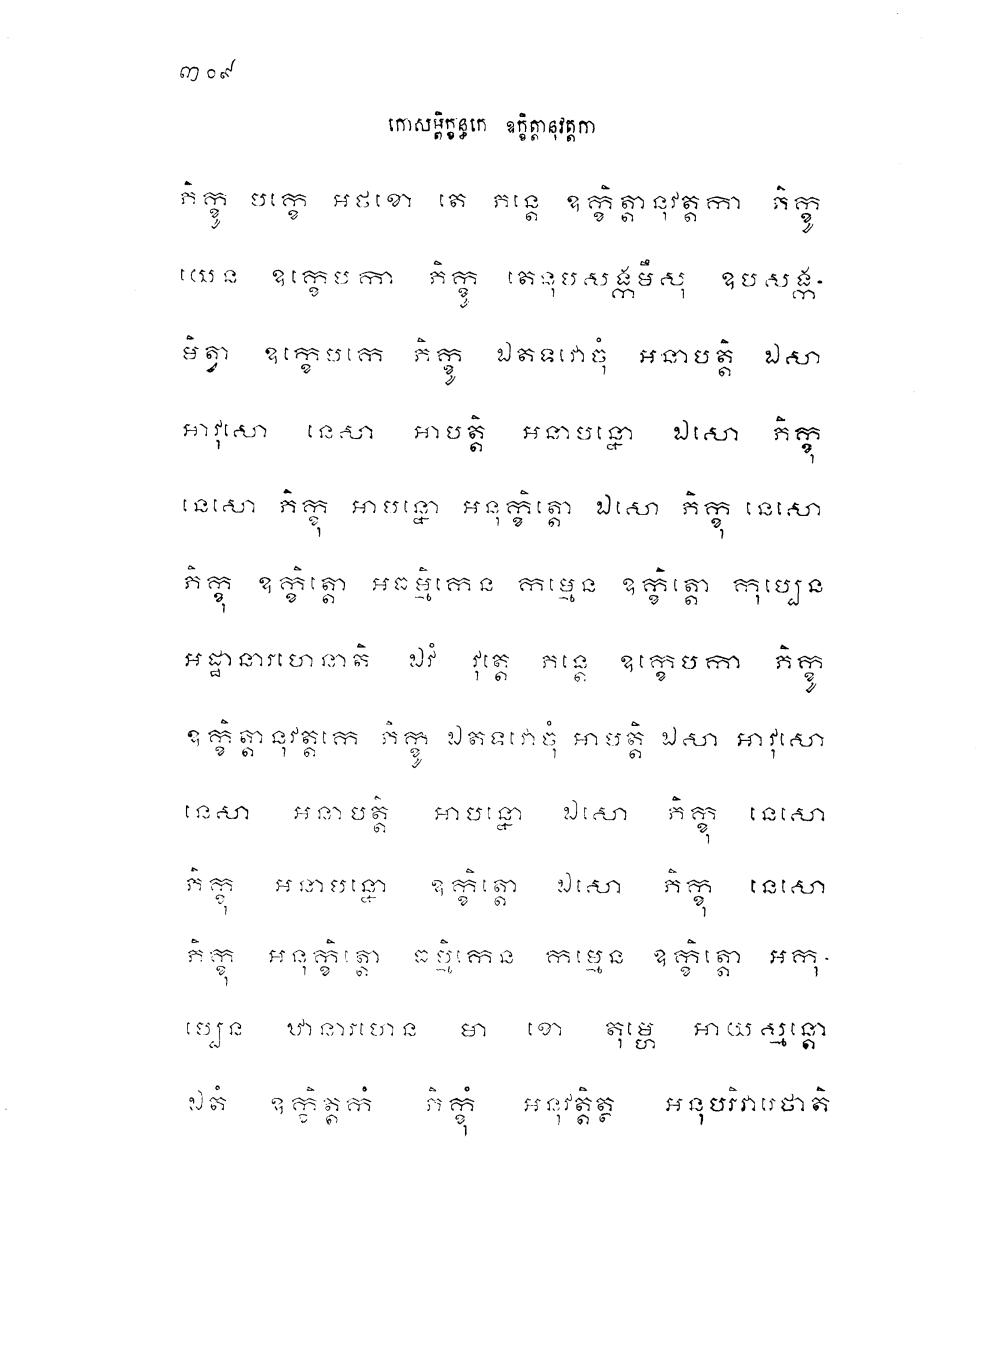 ៣០៩
កោសម្ពិក្ខន្ធកេ ឧក្ខិត្តានុវត្តកា
ភិក្ខូ បក្ខេ អថខោ តេ ភន្តេ ឧក្ខិត្តានុវត្តកា ភិក្ខូ
យេន ឧក្ខេបកា ភិក្ខូ តេនុបសង្កមឹសុ ឧបសង្ក-
មិត្វា ឧក្ខេបកេ ភិក្ខូ ឯតទវោចុំ អនាបត្តិ ឯសា
អាវុសោ នេសា អាបត្តិ អនាបន្នោ ឯសោ ភិក្ខុ
នេសោ ភិក្ខុ អាបន្នោ អនុក្ខិត្តោ ឯសោ ភិក្ខុ នេសោ
ភិក្ខុ ឧក្ខិត្តោ អធម្មិកេន កម្មេន ឧក្ខិត្តោ កុប្បេន
អដ្ឋានារហេនាតិ ឯវំ វុត្តេ ភន្តេ ឧក្ខេបកា ភិក្ខូ
ឧក្ខិត្តានុវត្តកេ ភិក្ខូ ឯតទវោចុំ អាបត្តិ ឯសា អាវុសោ
នេសា អនាបត្តិ អាបន្នោ ឯសោ ភិក្ខុ នេសោ
ភិក្ខុ អនាបន្នោ ឧក្ខិត្តោ ឯសោ ភិក្ខុ នេសោ
ភិក្ខុ អនុក្ខិត្តោ ធម្មិកេន កម្មេន ឧក្ខិត្តោ អកុ-
ប្បេន ឋានារហេន មា ខោ តុម្ហេ អាយស្មន្តោ
ឯតំ ឧក្ខិត្តកំ ភិក្ខុំ អនុវត្តិត្ថ អនុបរិវារេថាតិ